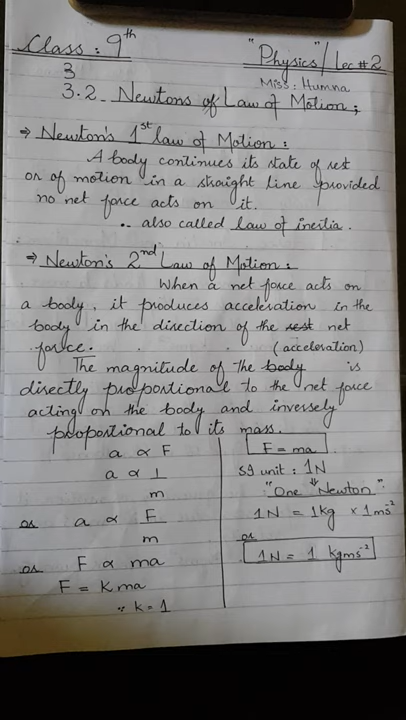 Class : 9th "Physics" / Lec # 2
3 Miss : Humna
3.2_ Newtons of Law of Motion ;
⇒ Newton's 1st law of Motion :
A body continues its state of rest
or of motion in a straight line provided
no net force acts on it.
also called law of inertia.
⇒ Newton's 2nd Law of Motion :
When a net force acts on
a body, it produces acceleration in the
body in the direction of the rest net
force. (acceleration)
The magnitude of the body is
directly proportional to the net force
acting on the body and inversely
proportional to its mass.
a ∝ F
a ∝ 1/m
or a ∝ F/m
or F ∝ ma
F = K ma
∵ k = 1
F = ma
SI unit : 1N
"One Newton".
1N = 1kg × 1ms⁻²
or
1N = 1 kgms⁻²